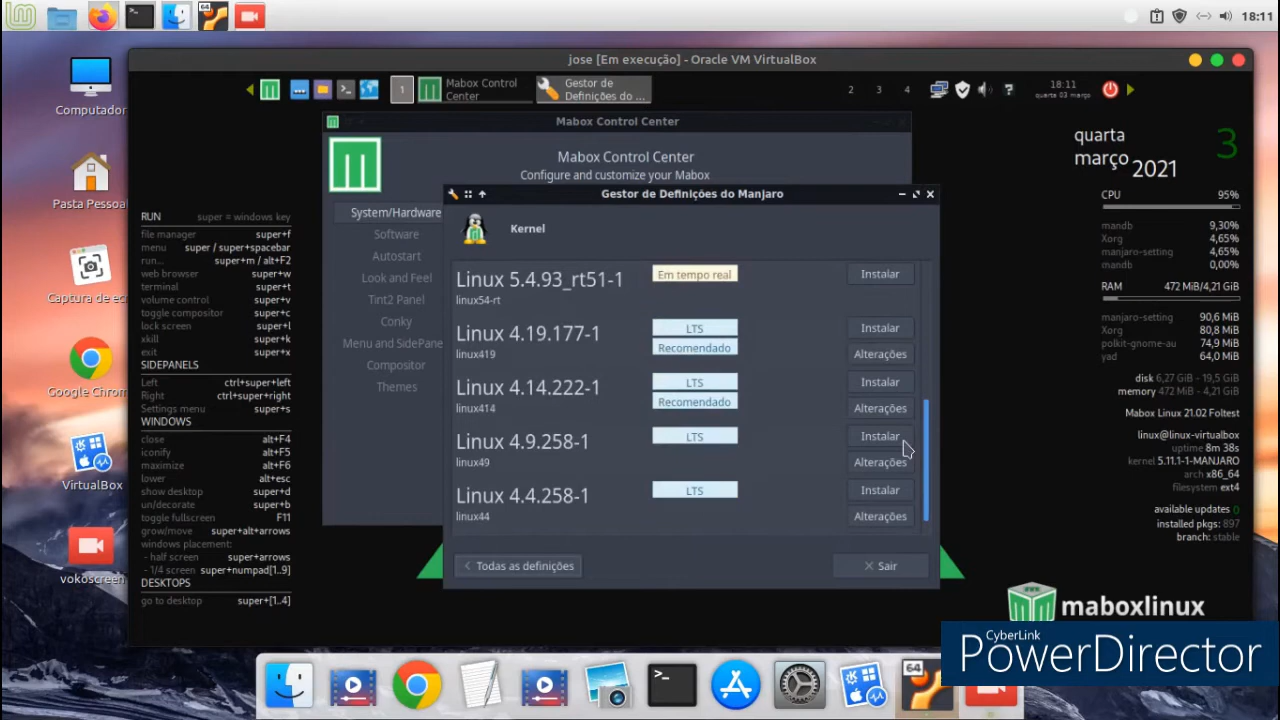 18:11
jose [Em execução] - Oracle VM VirtualBox
1
Mabox Control
Center
Gestor de
Definições do ...
2
3
4
18:11
quarta 03 março
Computador
Pasta Pessoal
Captura de ec
Google Chrom
VirtualBox
vokoscreen
RUN super = windows key
file manager super+f
menu super / super+spacebar
run... super+m / alt+F2
web browser super+w
terminal super+t
volume control super+v
toggle compositor super+c
lock screen super+l
xkill super+k
exit super+x
SIDEPANELS
Left ctrl+super+left
Right ctrl+super+right
Settings menu super+s
WINDOWS
close alt+F4
iconify alt+F5
maximize alt+F6
lower alt+esc
show desktop super+d
un/decorate super+b
toggle fullscreen F11
grow/move super+alt+arrows
windows placement:
- half screen super+arrows
- 1/4 screen super+numpad[1..9]
DESKTOPS
go to desktop super+[1..4]
Mabox Control Center
Mabox Control Center
Configure and customize your Mabox
System/Hardware
Software
Autostart
Look and Feel
Tint2 Panel
Conky
Menu and SidePane
Compositor
Themes
Gestor de Definições do Manjaro
Kernel
Linux 5.4.93_rt51-1
linux54-rt
Em tempo real
Instalar
Linux 4.19.177-1
linux419
LTS
Recomendado
Instalar
Alterações
Linux 4.14.222-1
linux414
LTS
Recomendado
Instalar
Alterações
Linux 4.9.258-1
linux49
LTS
Instalar
Alterações
Linux 4.4.258-1
linux44
LTS
Instalar
Alterações
Todas as definições
Sair
quarta
março 2021
3
CPU 95%
mandb 9,30%
Xorg 4,65%
manjaro-setting 4,65%
mandb 0,00%
RAM 472 MiB/4,21 GiB
manjaro-setting 90,6 MiB
Xorg 80,8 MiB
polkit-gnome-au 74,9 MiB
yad 64,0 MiB
disk 6,27 GiB - 19,5 GiB
memory 472 MiB - 4,21 GiB
Mabox Linux 21.02 Foltest
linux@linux-virtualbox
uptime 8m 38s
kernel 5.11.1-1-MANJARO
arch x86_64
filesystem ext4
available updates 0
installed pkgs: 897
branch: stable
maboxlinux
CyberLink
PowerDirector
64
64